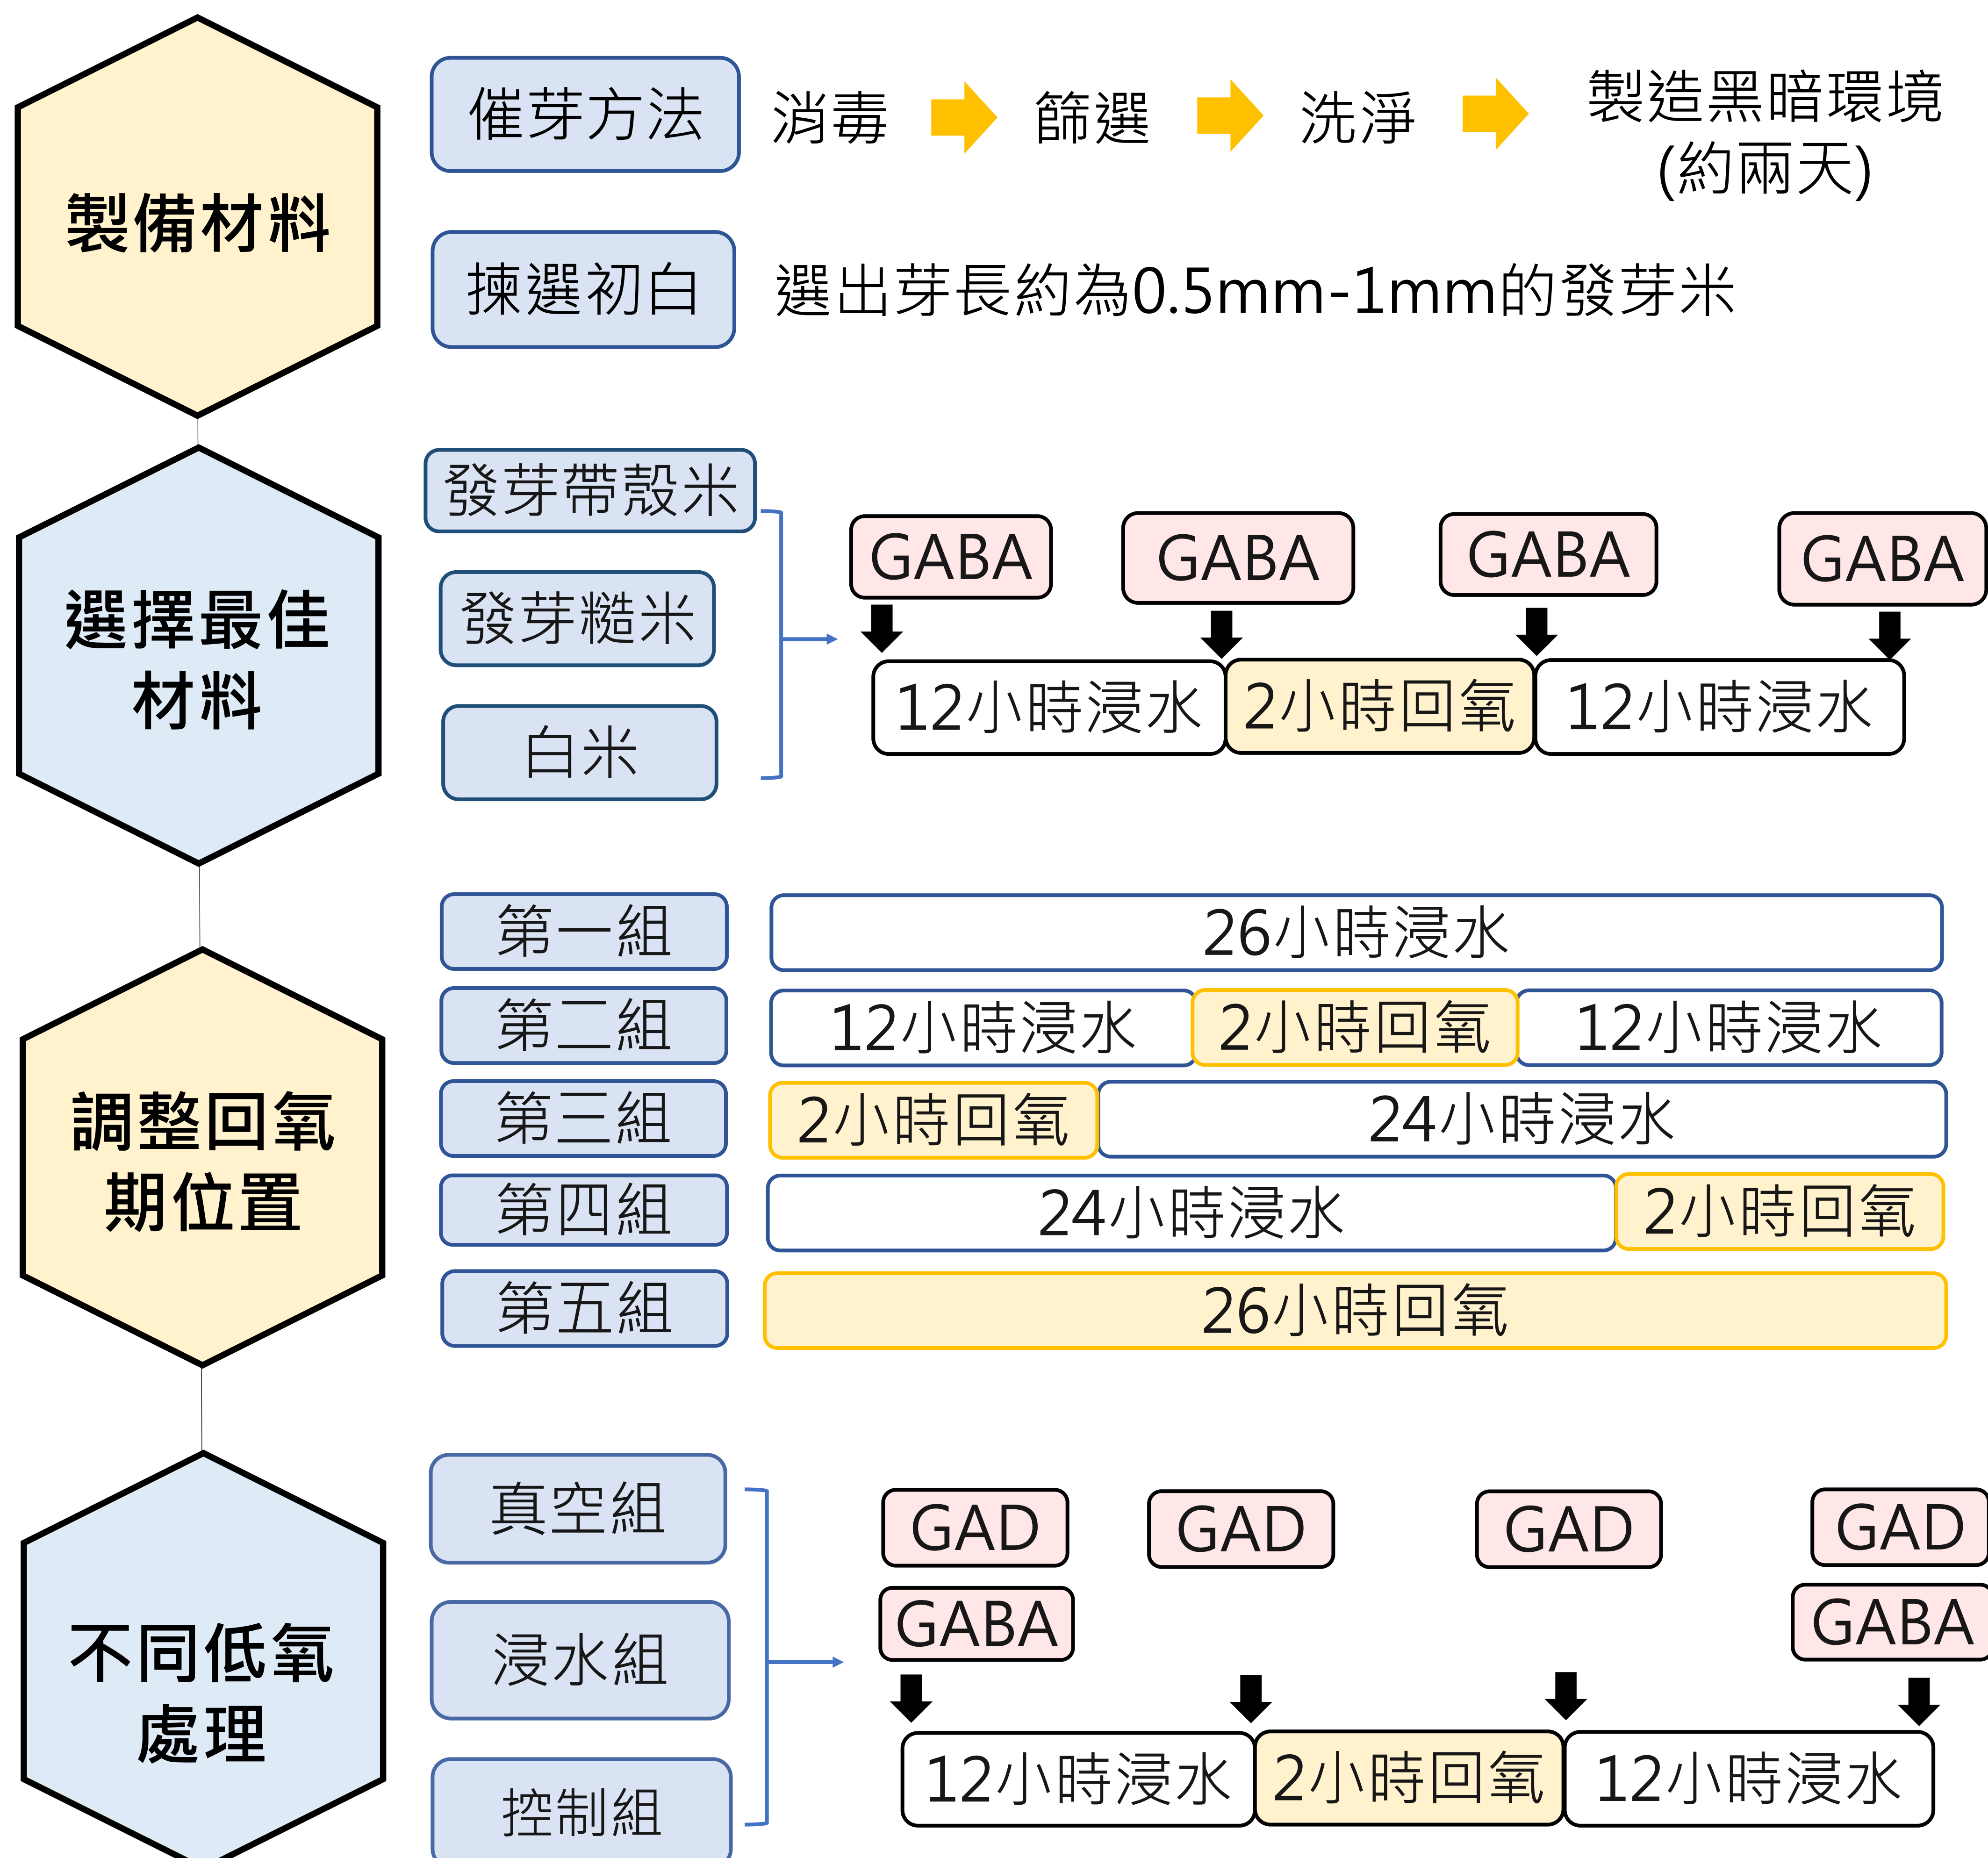 製備材料
催芽方法
消毒
篩選
洗淨
製造黑暗環境
(約兩天)
揀選初白
選出芽長約為0.5mm-1mm的發芽米
選擇最佳
材料
發芽帶殼米
發芽糙米
白米
GABA
GABA
GABA
GABA
12小時浸水
2小時回氧
12小時浸水
調整回氧
期位置
第一組
26小時浸水
第二組
12小時浸水
2小時回氧
12小時浸水
第三組
2小時回氧
24小時浸水
第四組
24小時浸水
2小時回氧
第五組
26小時回氧
不同低氧
處理
真空組
浸水組
控制組
GAD
GAD
GAD
GAD
GABA
GABA
12小時浸水
2小時回氧
12小時浸水